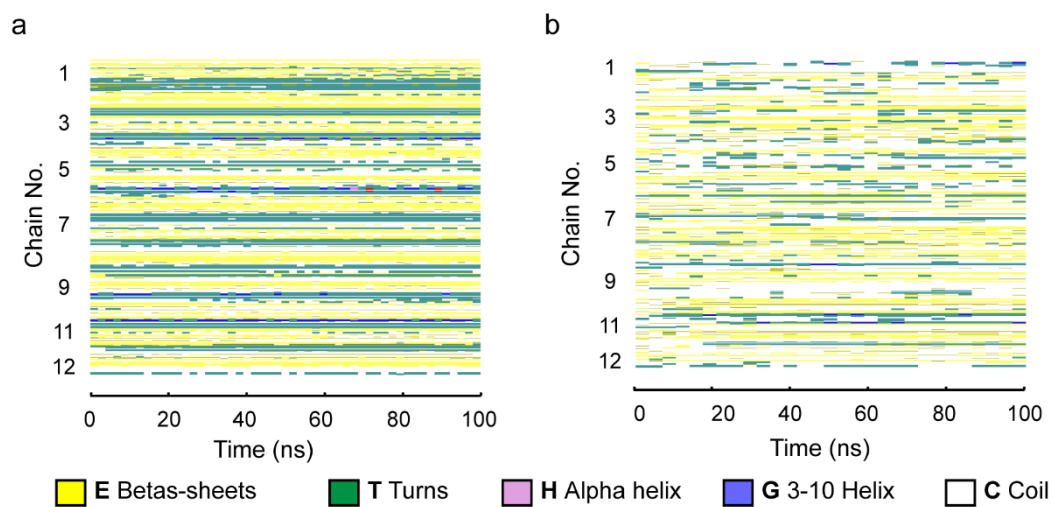 a
b
Chain No.
1
3
5
7
9
11
12
0 20 40 60 80 100
Time (ns)
Chain No.
1
3
5
7
9
11
12
0 20 40 60 80 100
Time (ns)
E Betas-sheets T Turns H Alpha helix G 3-10 Helix C Coil